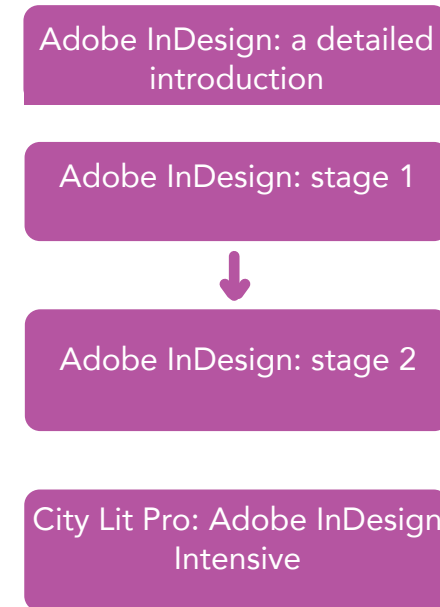 Adobe InDesign: a detailed
introduction
Adobe InDesign: stage 1
Adobe InDesign: stage 2
City Lit Pro: Adobe InDesign
Intensive